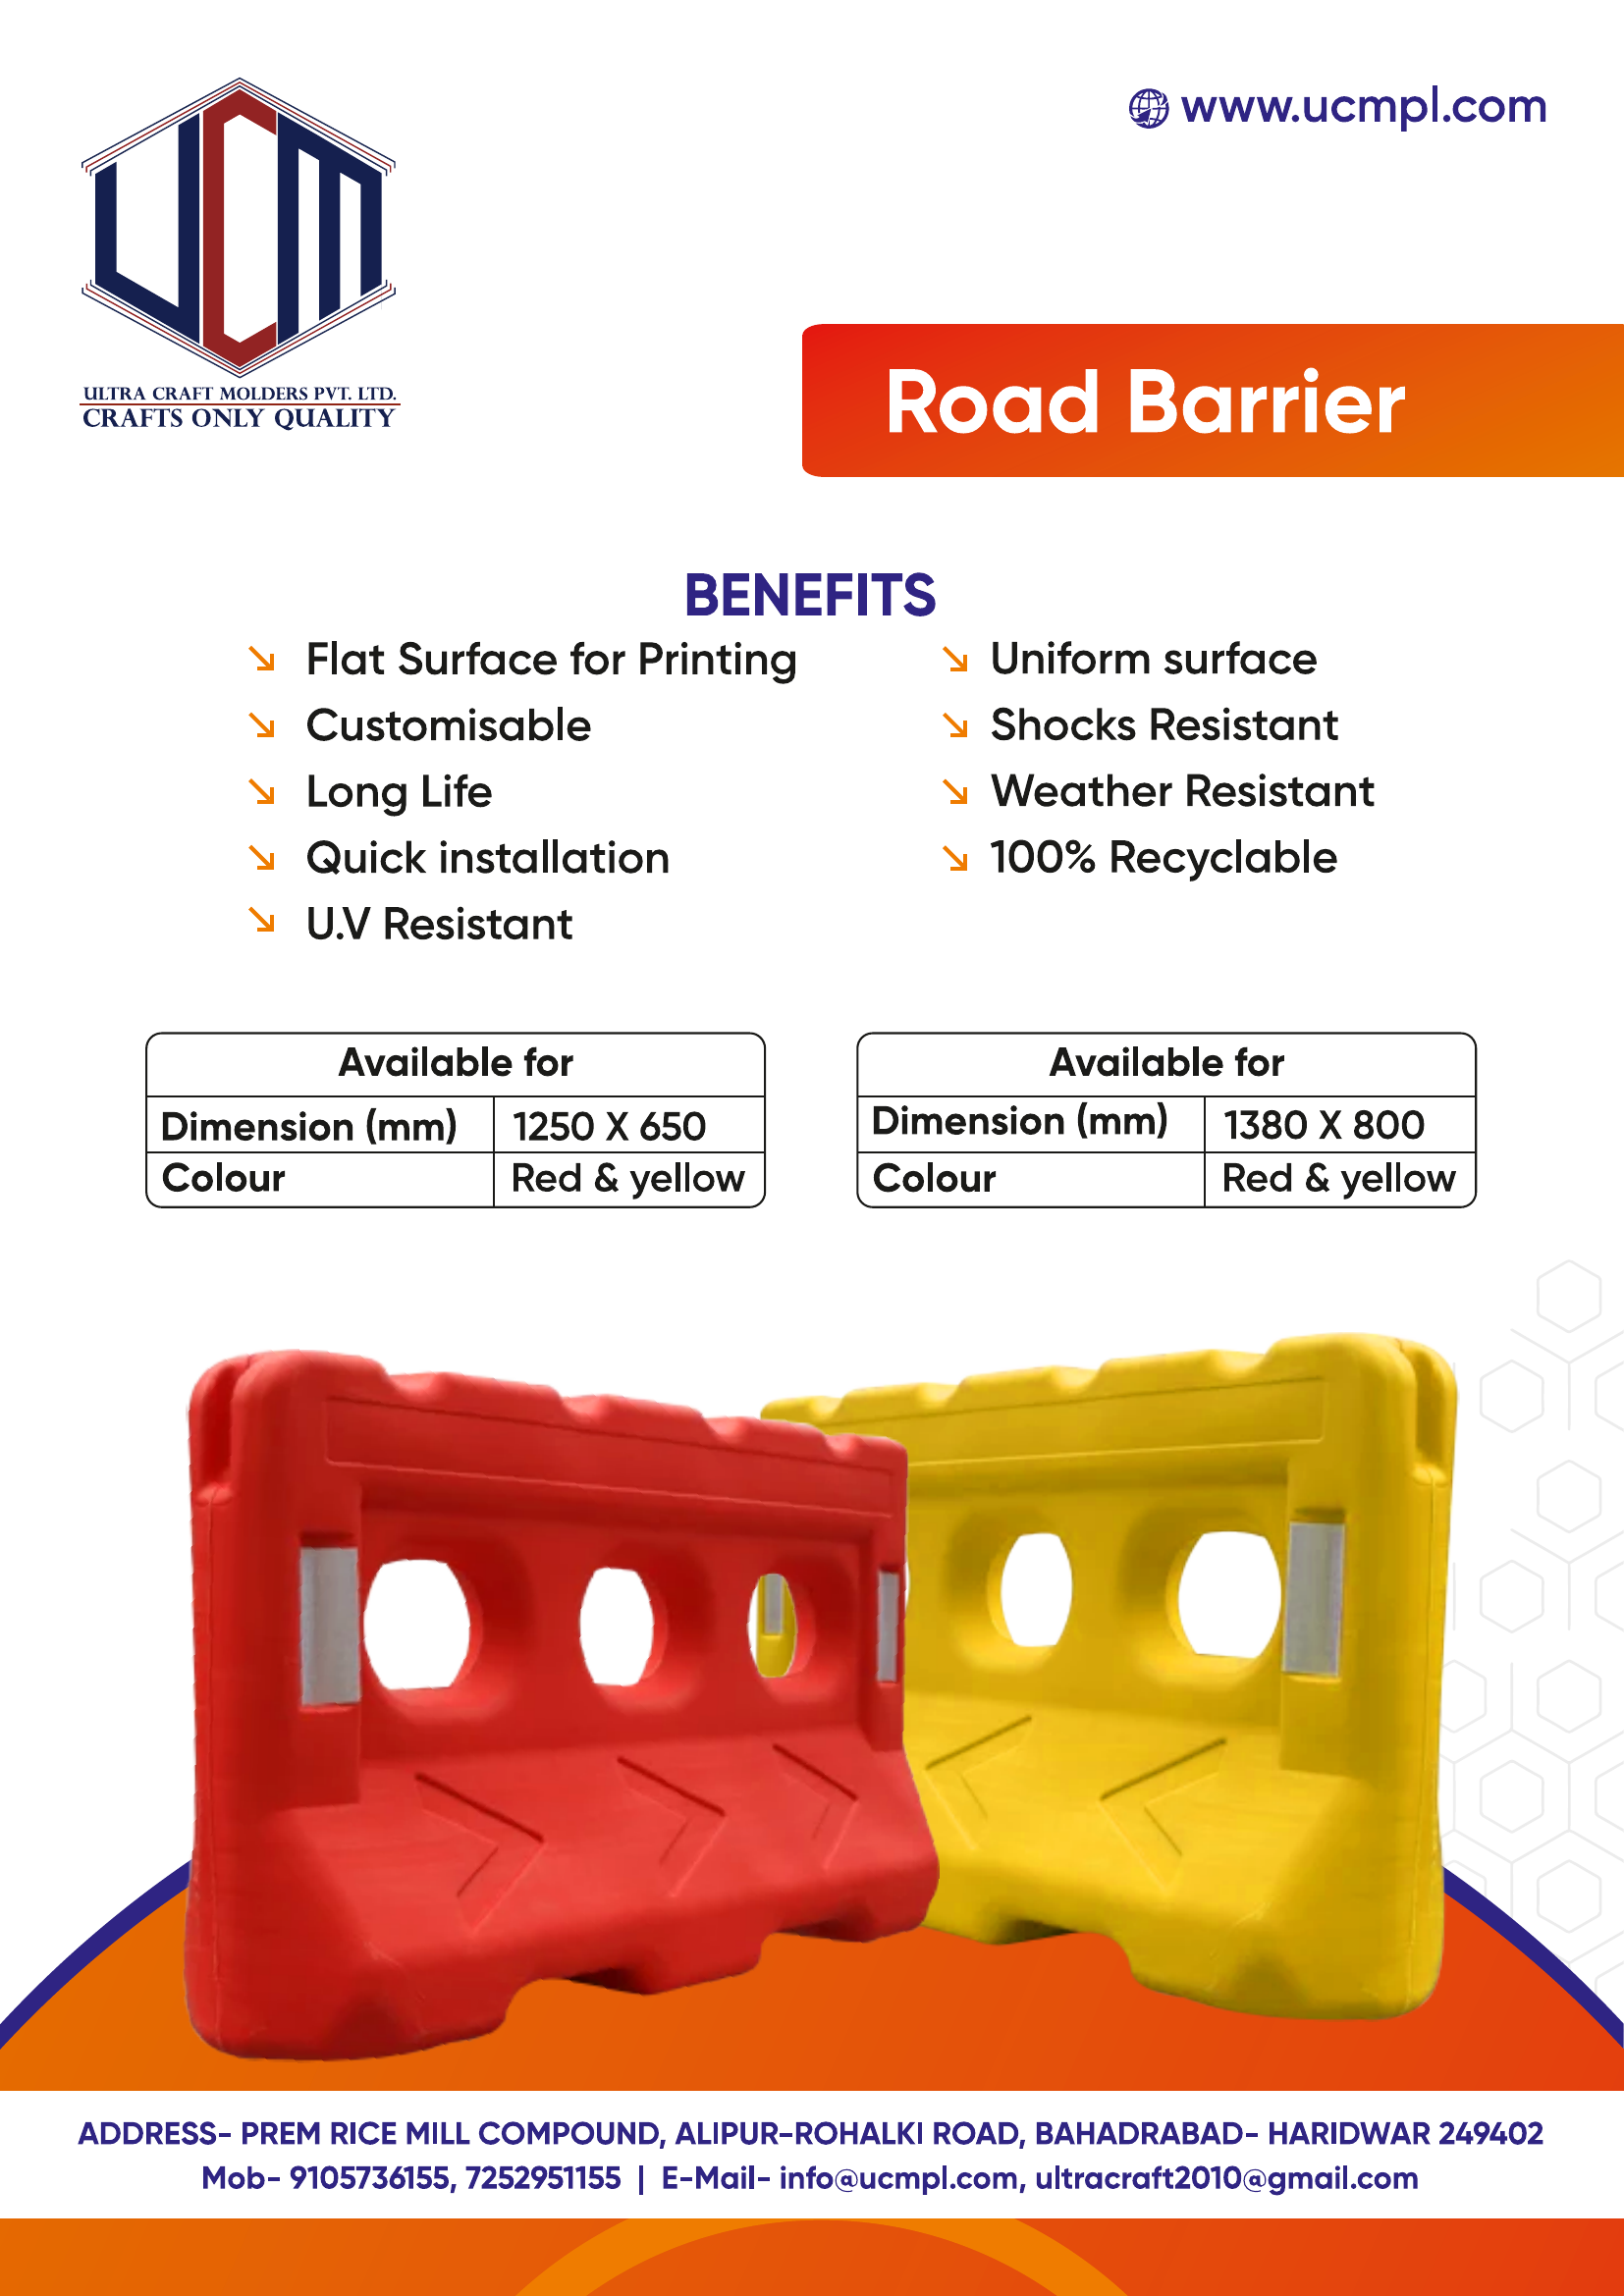 www.ucmpl.com
UCM
ULTRA CRAFT MOLDERS PVT. LTD.
CRAFTS ONLY QUALITY
Road Barrier
BENEFITS
Flat Surface for Printing
Customisable
Long Life
Quick installation
U.V Resistant
Uniform surface
Shocks Resistant
Weather Resistant
100% Recyclable
Available for
Dimension (mm) 1250 X 650
Colour Red & yellow
Available for
Dimension (mm) 1380 X 800
Colour Red & yellow
ADDRESS- PREM RICE MILL COMPOUND, ALIPUR-ROHALKI ROAD, BAHADRABAD- HARIDWAR 249402
Mob- 9105736155, 7252951155 | E-Mail- info@ucmpl.com, ultracraft2010@gmail.com